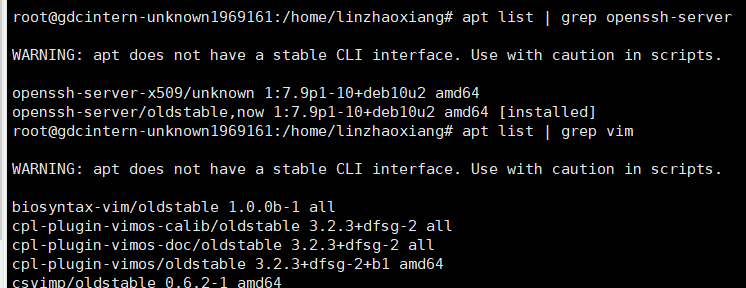 root@gdcintern-unknown1969161:/home/linzhaoxiang# apt list | grep openssh-server
WARNING: apt does not have a stable CLI interface. Use with caution in scripts.
openssh-server-x509/unknown 1:7.9p1-10+deb10u2 amd64
openssh-server/oldstable,now 1:7.9p1-10+deb10u2 amd64 [installed]
root@gdcintern-unknown1969161:/home/linzhaoxiang# apt list | grep vim
WARNING: apt does not have a stable CLI interface. Use with caution in scripts.
biosyntax-vim/oldstable 1.0.0b-1 all
cpl-plugin-vimos-calib/oldstable 3.2.3+dfsg-2 all
cpl-plugin-vimos-doc/oldstable 3.2.3+dfsg-2 all
cpl-plugin-vimos/oldstable 3.2.3+dfsg-2+b1 amd64
csvimp/oldstable 0.6.2-1 amd64